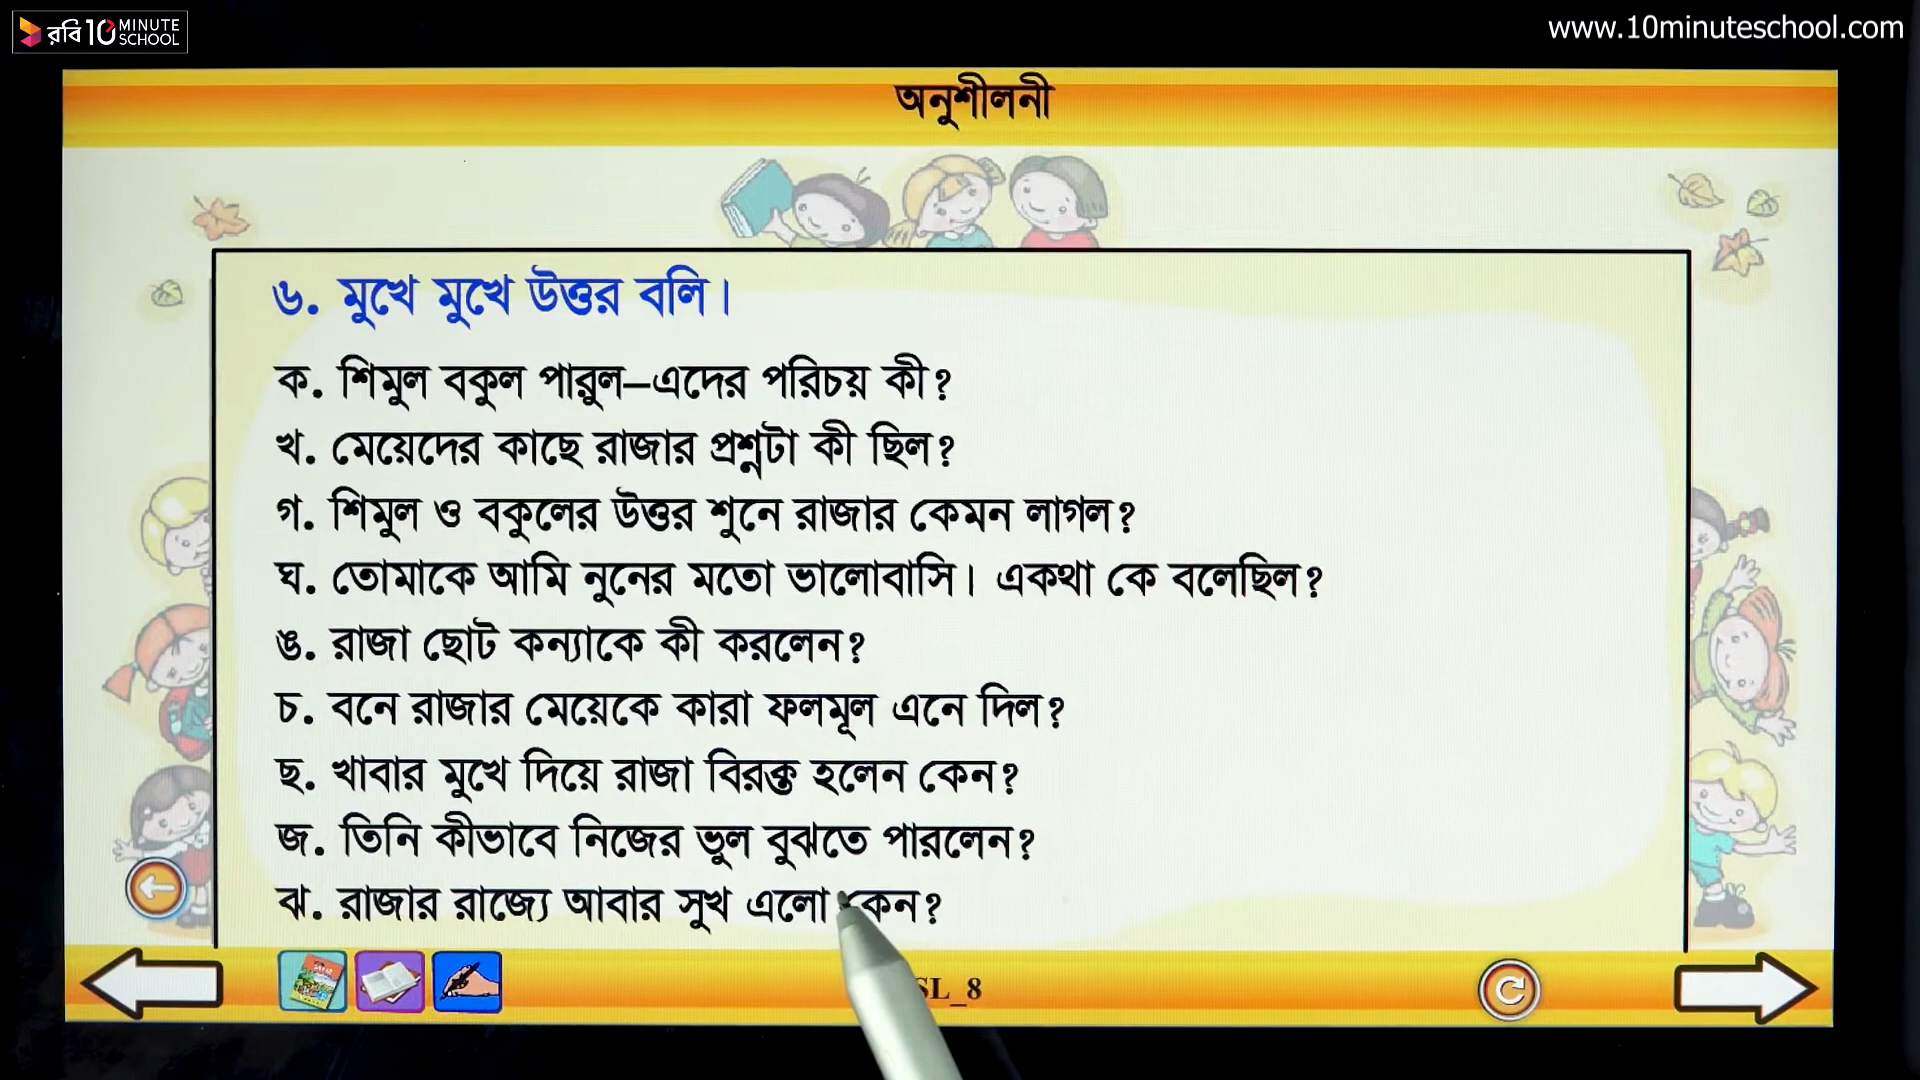 রবি 10 MINUTE SCHOOL
www.10minuteschool.com
অনুশীলনী
৬. মুখে মুখে উত্তর বলি।
ক. শিমুল বকুল পারুল–এদের পরিচয় কী?
খ. মেয়েদের কাছে রাজার প্রশ্নটা কী ছিল?
গ. শিমুল ও বকুলের উত্তর শুনে রাজার কেমন লাগল?
ঘ. তোমাকে আমি নুনের মতো ভালোবাসি। একথা কে বলেছিল?
ঙ. রাজা ছোট কন্যাকে কী করলেন?
চ. বনে রাজার মেয়েকে কারা ফলমূল এনে দিল?
ছ. খাবার মুখে দিয়ে রাজা বিরক্ত হলেন কেন?
জ. তিনি কীভাবে নিজের ভুল বুঝতে পারলেন?
ঝ. রাজার রাজ্যে আবার সুখ এলো কেন?
SL_8